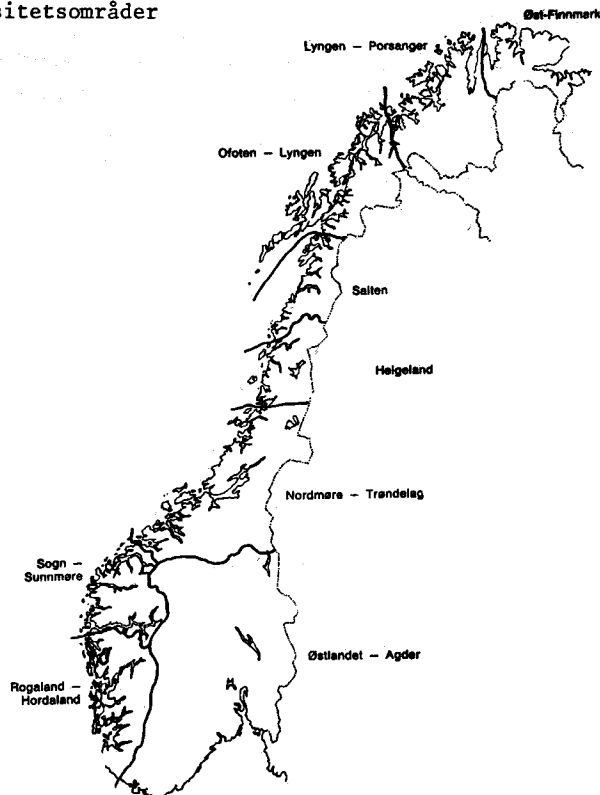 sitetsområder
Øst-Finnmark
Lyngen – Porsanger
Ofoten – Lyngen
Salten
Helgeland
Nordmøre – Trøndelag
Sogn –
Sunnmøre
Østlandet – Agder
Rogaland –
Hordaland